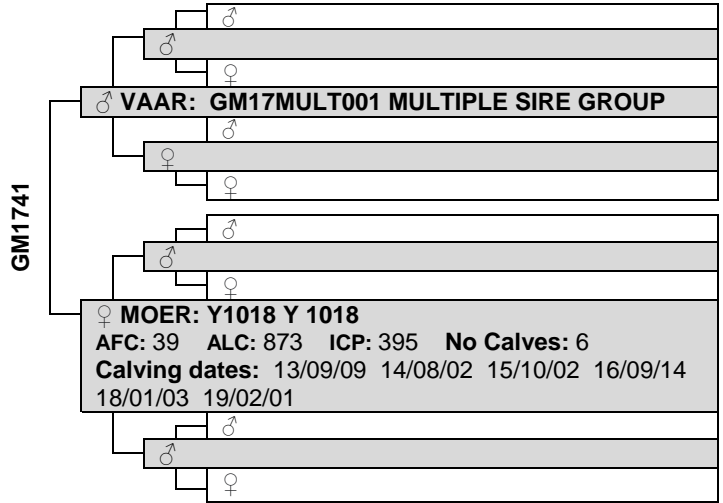 ♂
♂
♀
♂ VAAR: GM17MULT001 MULTIPLE SIRE GROUP
♂
♀
♀
GM1741
♂
♂
♀
♀ MOER: Y1018 Y 1018
AFC: 39 ALC: 873 ICP: 395 No Calves: 6
Calving dates: 13/09/09 14/08/02 15/10/02 16/09/14
18/01/03 19/02/01
♂
♂
♀